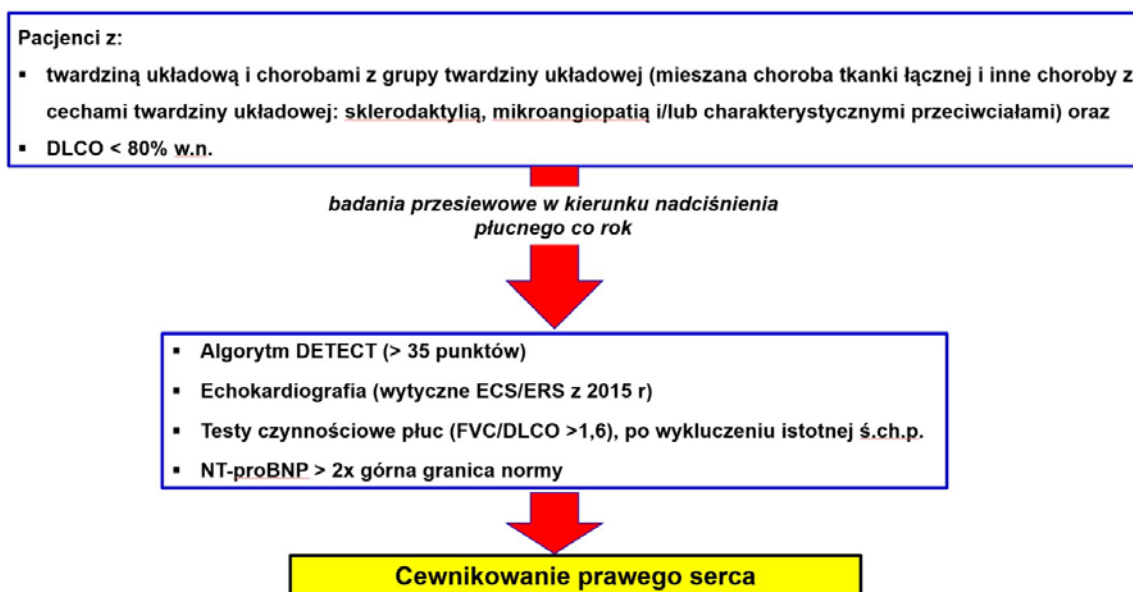 Pacjenci z:
▪ twardziną układową i chorobami z grupy twardziny układowej (mieszana choroba tkanki łącznej i inne choroby z
cechami twardziny układowej: sklerodaktylią, mikroangiopatią i/lub charakterystycznymi przeciwciałami) oraz
▪ DLCO < 80% w.n.
badania przesiewowe w kierunku nadciśnienia
płucnego co rok
▪ Algorytm DETECT (> 35 punktów)
▪ Echokardiografia (wytyczne ECS/ERS z 2015 r)
▪ Testy czynnościowe płuc (FVC/DLCO >1,6), po wykluczeniu istotnej ś.ch.p.
▪ NT-proBNP > 2x górna granica normy
Cewnikowanie prawego serca